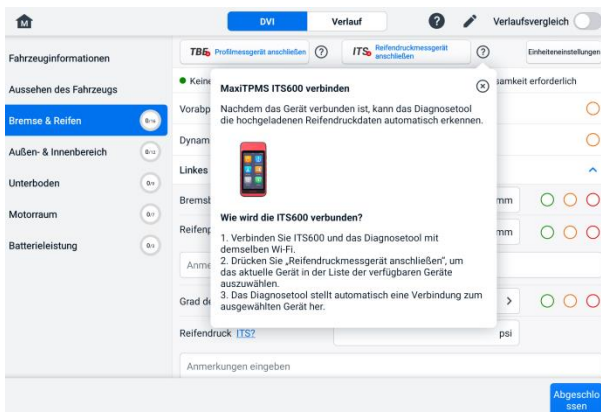 DVI
Verlauf
Verlaufsvergleich
Fahrzeuginformationen
Aussehen des Fahrzeugs
Bremse & Reifen
Außen- & Innenbereich
Unterboden
Motorraum
Batterieleistung
TBE Profilmessgerät anschließen
ITS Reifendruckmessgerät
anschließen
Einheiteneinstellungen
Keine
samkeit erforderlich
MaxiTPMS ITS600 verbinden
Nachdem das Gerät verbunden ist, kann das Diagnosetool
die hochgeladenen Reifendruckdaten automatisch erkennen.
Wie wird die ITS600 verbunden?
1. Verbinden Sie ITS600 und das Diagnosetool mit
demselben Wi-Fi.
2. Drücken Sie „Reifendruckmessgerät anschließen“, um
das aktuelle Gerät in der Liste der verfügbaren Geräte
auszuwählen.
3. Das Diagnosetool stellt automatisch eine Verbindung zum
ausgewählten Gerät her.
Vorabp
Dynam
Linkes
Bremsb
mm
Reifenp
mm
Anme
Grad de
Reifendruck ITS?
psi
Anmerkungen eingeben
Abgeschlo
ssen